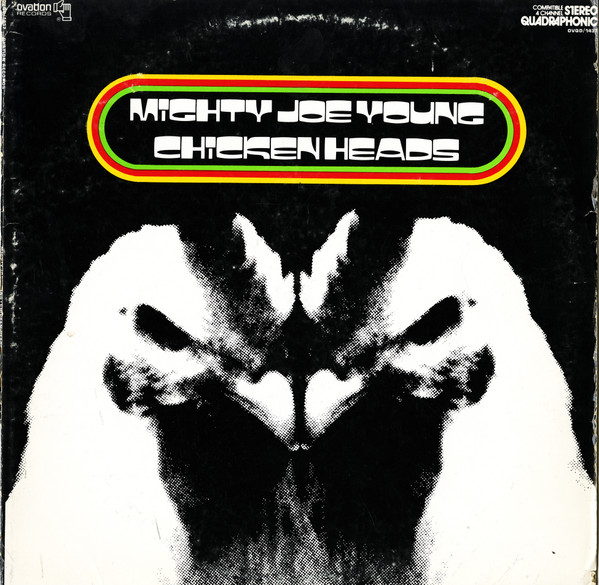 ovation
RECORDS
COMPATIBLE
4 CHANNEL
STEREO
QUADRAPHONIC
MiGHTY JOE YOUNG
CHiCKEN HEADS